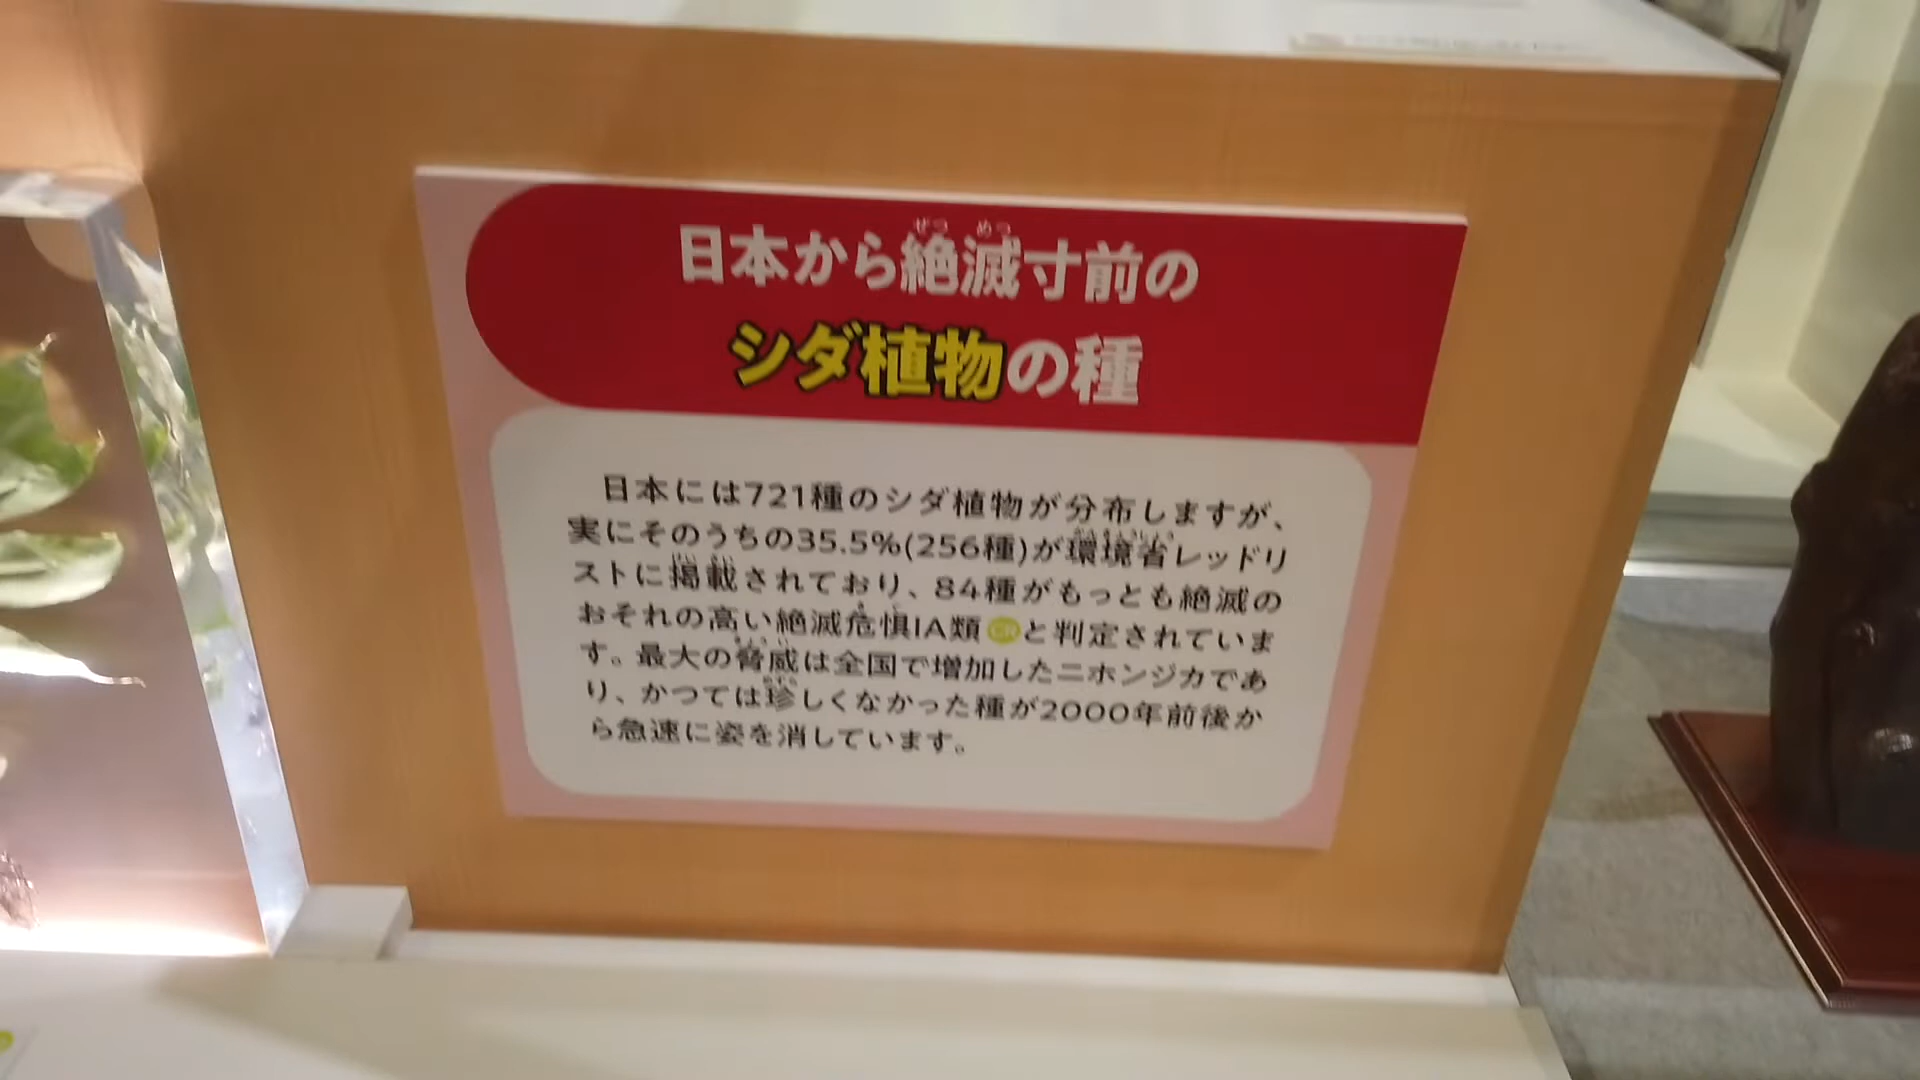 日本から絶滅寸前の
シダ植物の種
日本には721種のシダ植物が分布しますが、
実にそのうちの35.5%(256種)が環境省レッドリ
ストに掲載されており、84種がもっとも絶滅の
おそれの高い絶滅危惧IA類CRと判定されていま
す。最大の脅威は全国で増加したニホンジカであ
り、かつては珍しくなかった種が2000年前後か
ら急速に姿を消しています。